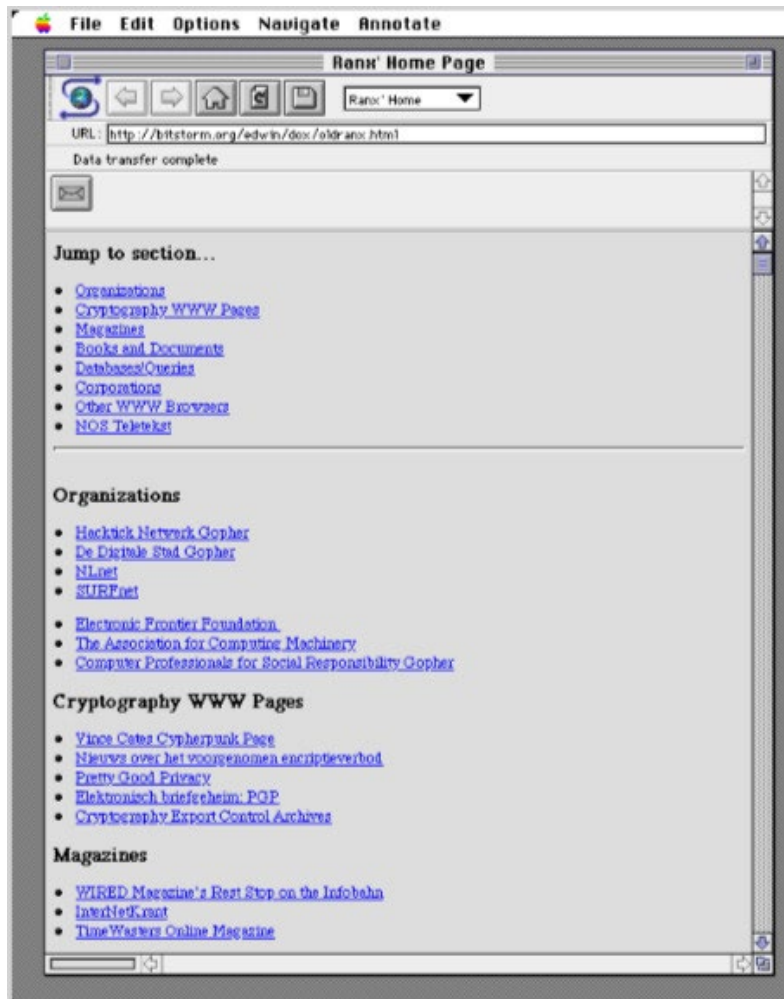 File Edit Options Navigate Annotate
Ranx' Home Page
Ranx' Home
URL: http://bitstorm.org/edwin/dox/oldranx.html
Data transfer complete
Jump to section...
Organizations
Cryptography WWW Pages
Magazines
Books and Documents
Databases/Queries
Corporations
Other WWW Browsers
NOS Teletekst
Organizations
Hacktick Netwerk Gopher
De Digitale Stad Gopher
NLnet
SURFnet
Electronic Frontier Foundation
The Association for Computing Machinery
Computer Professionals for Social Responsibility Gopher
Cryptography WWW Pages
Vince Cates Cypherpunk Page
Nieuws over het voorgenomen encriptieverbod
Pretty Good Privacy
Elektronisch briefgeheim: PGP
Cryptography Export Control Archives
Magazines
WIRED Magazine's Rest Stop on the Infobahn
InterNetKrant
TimeWasters Online Magazine